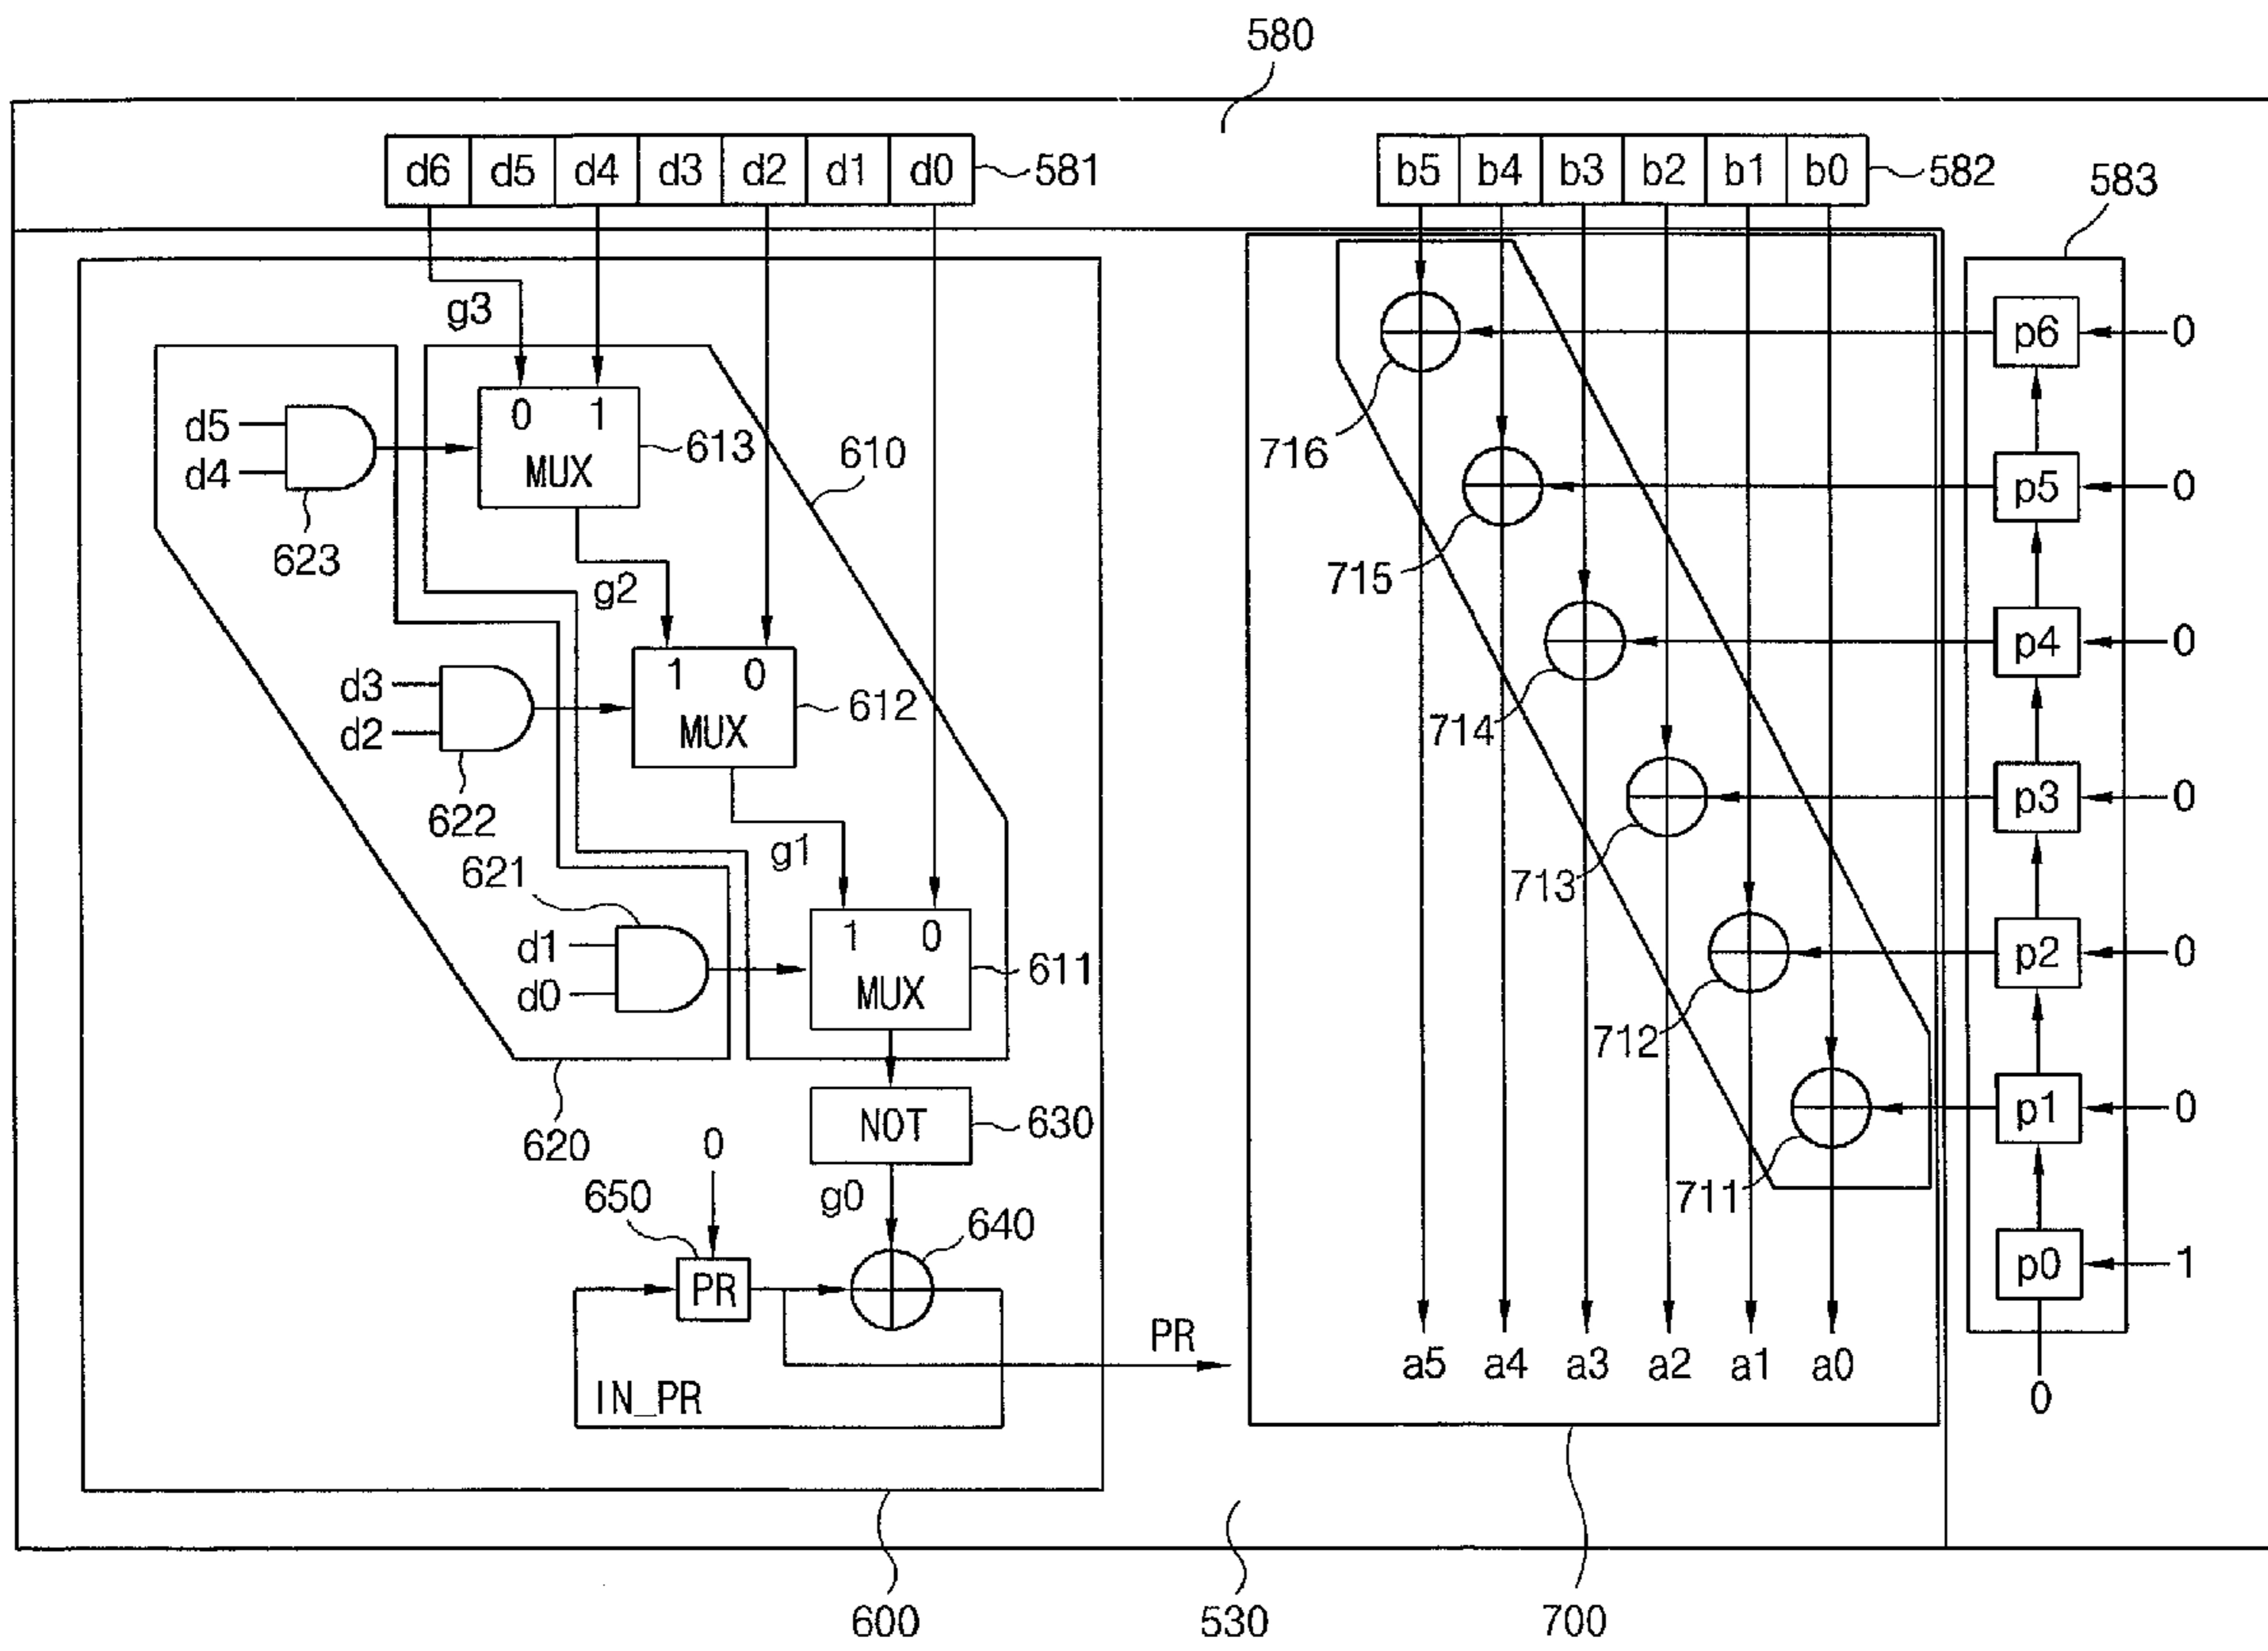 580
d6 d5 d4 d3 d2 d1 d0 581
b5 b4 b3 b2 b1 b0 582
583
g3
p6 0
0 1
MUX
613
d5
d4
623
610
716
p5 0
g2
715
1 0
MUX
612
d3
d2
622
p4 0
714
g1
p3 0
713
621
d1
d0
1 0
MUX
611
p2 0
712
620
NOT
630
p1 0
711
0
650
g0
640
PR
p0 1
IN_PR
PR
a5 a4 a3 a2 a1 a0
0
600
530
700